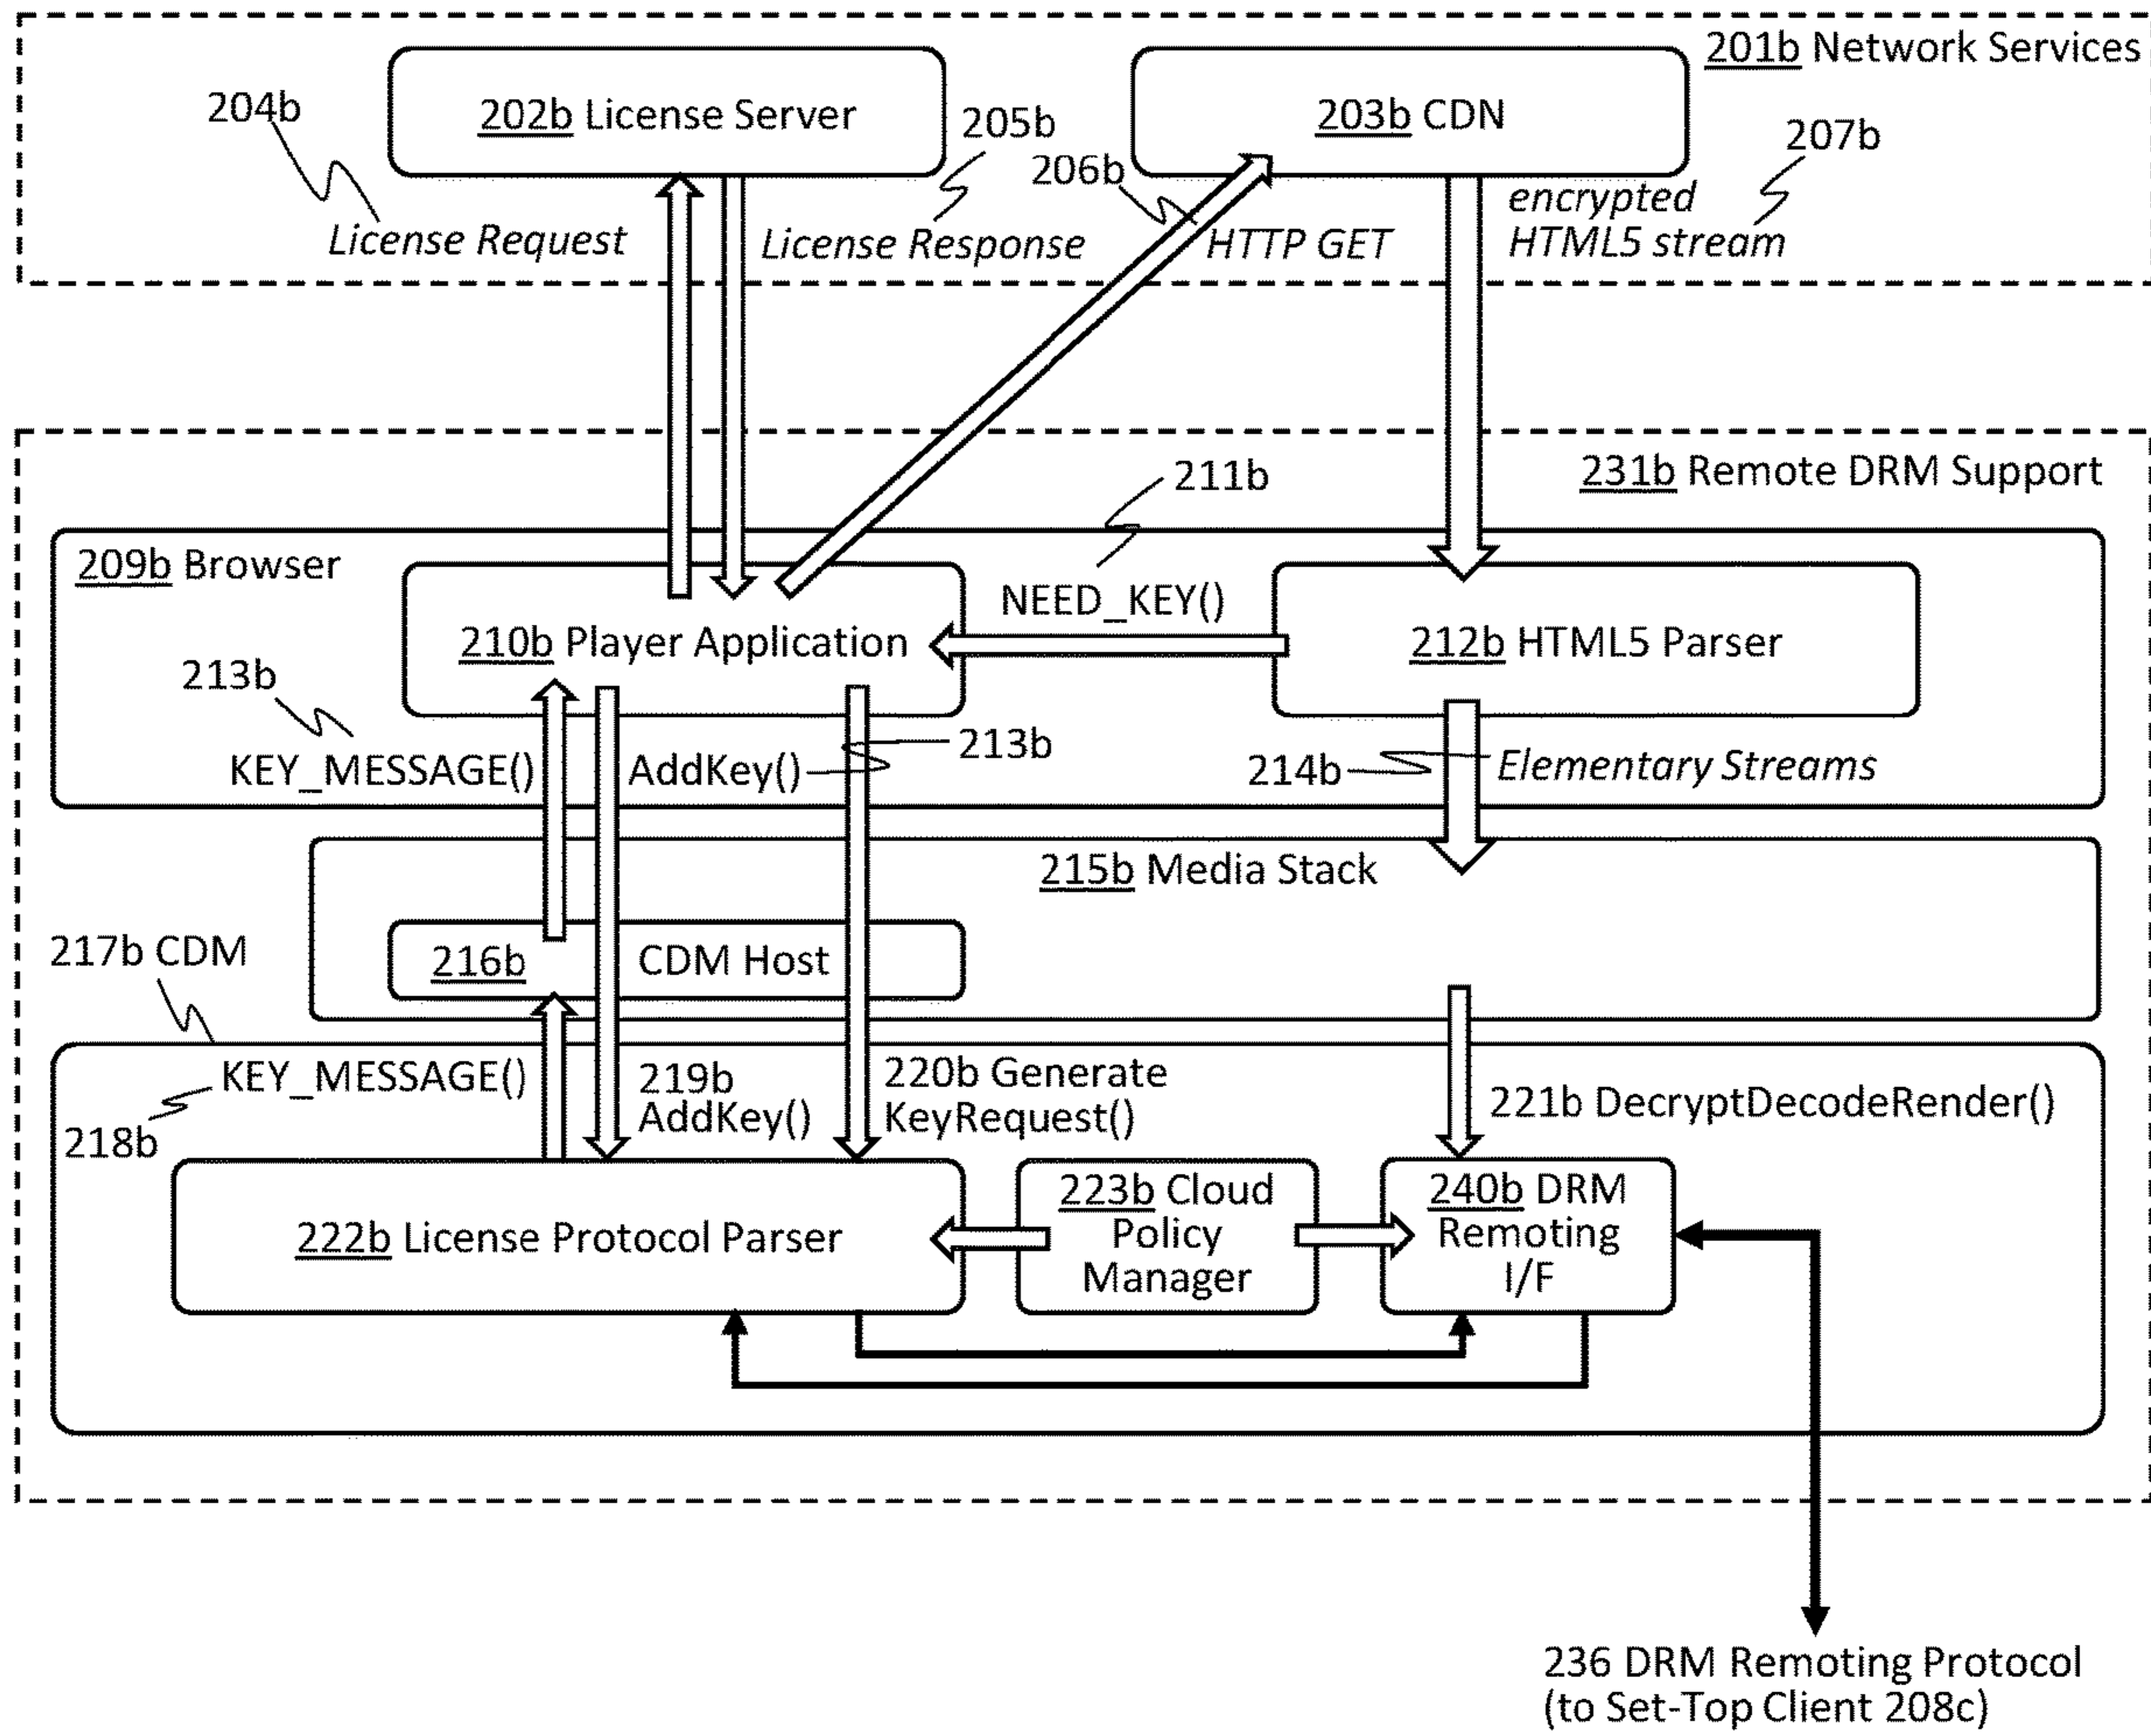 201b Network Services
204b
202b License Server
205b
206b
203b CDN
207b
License Request
License Response
HTTP GET
encrypted
HTML5 stream
231b Remote DRM Support
211b
209b Browser
NEED_KEY()
210b Player Application
212b HTML5 Parser
213b
KEY_MESSAGE()
AddKey()
213b
214b
Elementary Streams
215b Media Stack
217b CDM
216b CDM Host
KEY_MESSAGE()
218b
219b
AddKey()
220b Generate
KeyRequest()
221b DecryptDecodeRender()
222b License Protocol Parser
223b Cloud
Policy
Manager
240b DRM
Remoting
I/F
236 DRM Remoting Protocol
(to Set-Top Client 208c)